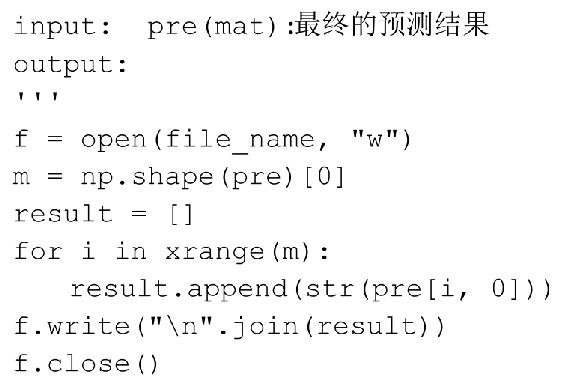 input:  pre(mat):最终的预测结果
output:
'''
f = open(file_name, "w")
m = np.shape(pre)[0]
result = []
for i in xrange(m):
    result.append(str(pre[i, 0]))
f.write("\n".join(result))
f.close()